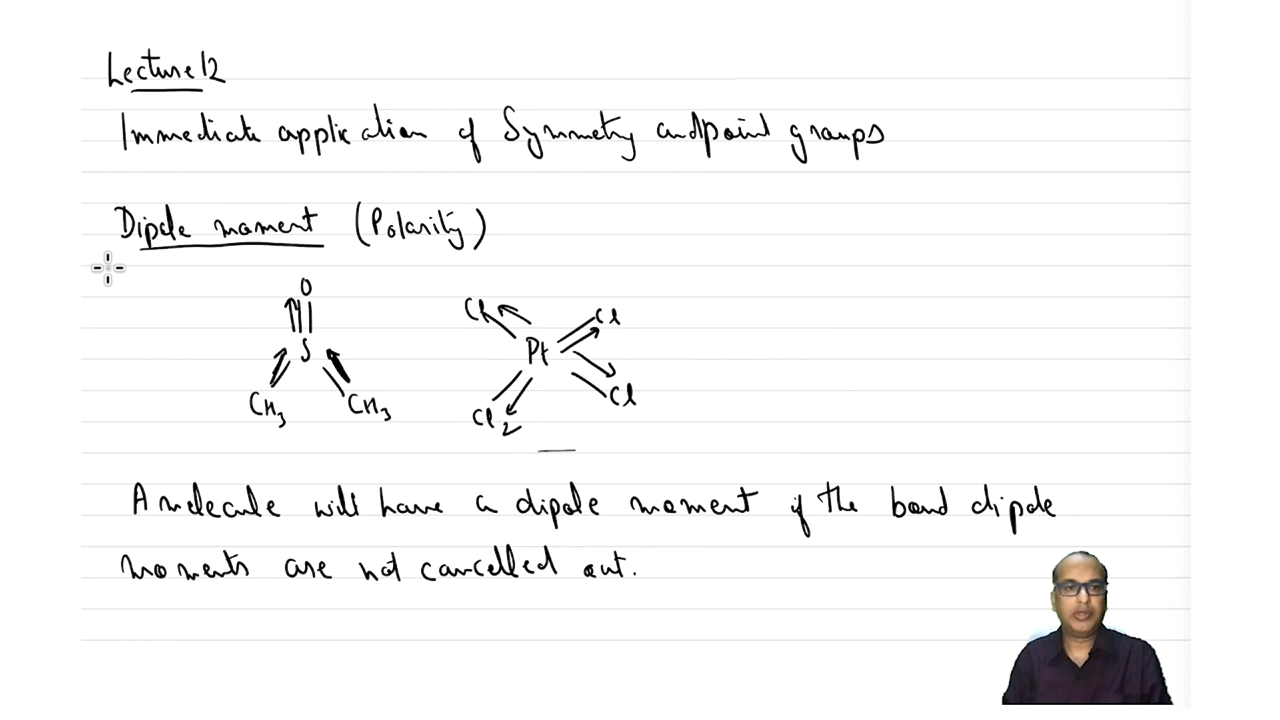 Lecture 12
Immediate application of Symmetry and point groups
Dipole moment (Polarity)
O
S
CH3 CH3
Cl Cl
Pt
Cl2 Cl
A molecule will have a dipole moment if the bond dipole
moments are not cancelled out.